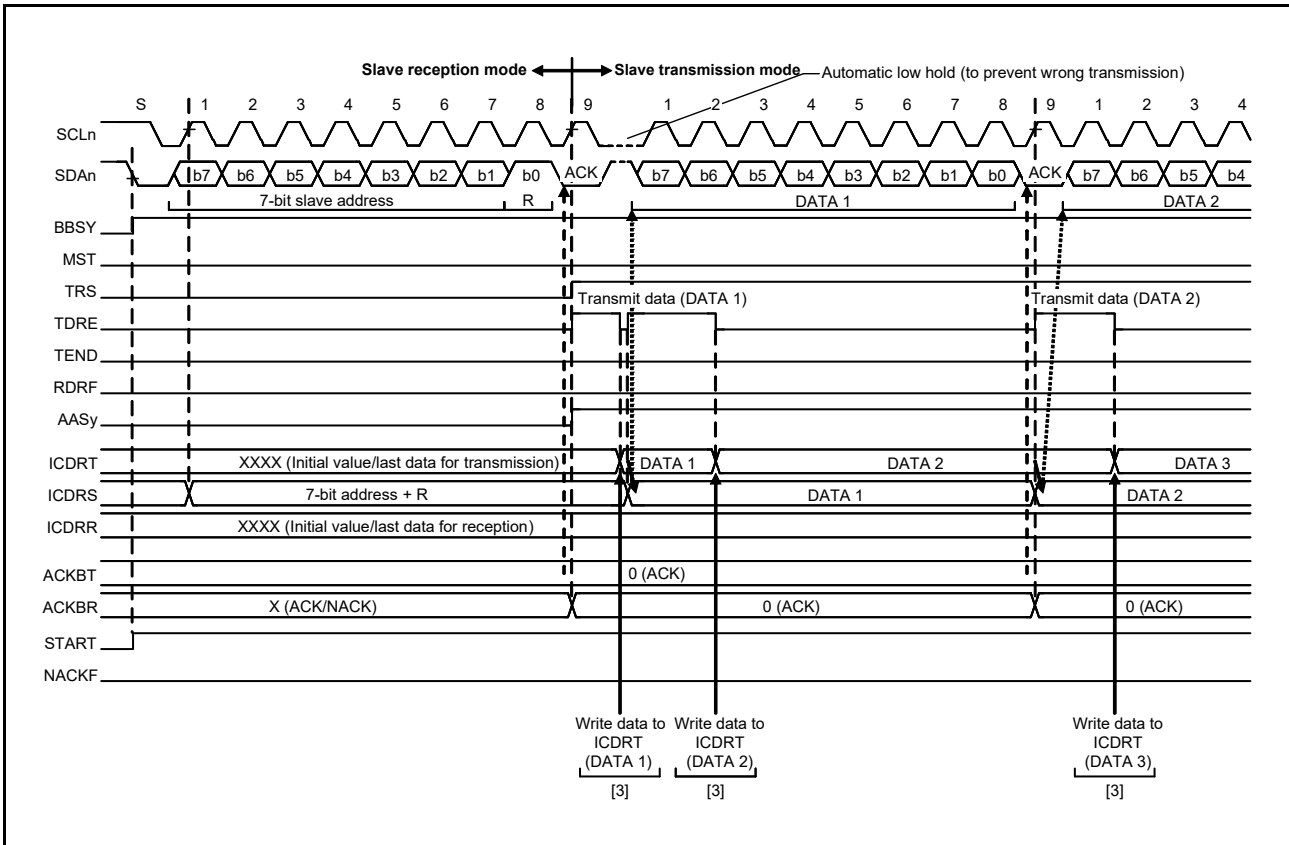 Slave reception mode Slave transmission mode Automatic low hold (to prevent wrong transmission)
S 1 2 3 4 5 6 7 8 9 1 2 3 4 5 6 7 8 9 1 2 3 4
SCLn
SDAn b7 b6 b5 b4 b3 b2 b1 b0 ACK b7 b6 b5 b4 b3 b2 b1 b0 ACK b7 b6 b5 b4
7-bit slave address R DATA 1 DATA 2
BBSY
MST
TRS
Transmit data (DATA 1) Transmit data (DATA 2)
TDRE
TEND
RDRF
AASy
ICDRT XXXX (Initial value/last data for transmission) DATA 1 DATA 2 DATA 3
ICDRS 7-bit address + R DATA 1 DATA 2
ICDRR XXXX (Initial value/last data for reception)
ACKBT 0 (ACK)
ACKBR X (ACK/NACK) 0 (ACK) 0 (ACK)
START
NACKF
Write data to Write data to Write data to
ICDRT ICDRT ICDRT
(DATA 1) (DATA 2) (DATA 3)
[3] [3] [3]